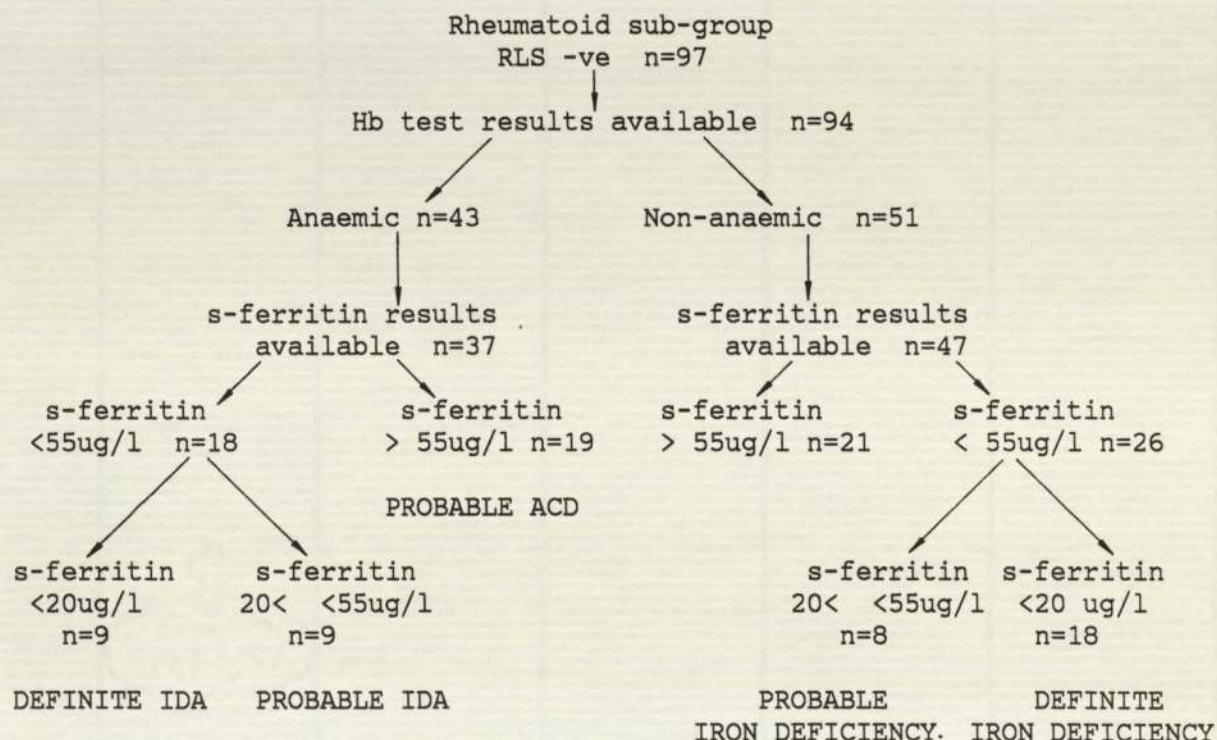 Rheumatoid sub-group
RLS -ve n=97
Hb test results available n=94
Anaemic n=43
Non-anaemic n=51
s-ferritin results
available n=37
s-ferritin results
available n=47
s-ferritin
<55ug/l n=18
s-ferritin
> 55ug/l n=19
s-ferritin
> 55ug/l n=21
s-ferritin
< 55ug/l n=26
PROBABLE ACD
s-ferritin
<20ug/l
n=9
s-ferritin
20< <55ug/l
n=9
s-ferritin
20< <55ug/l
n=8
s-ferritin
<20 ug/l
n=18
DEFINITE IDA
PROBABLE IDA
PROBABLE
IRON DEFICIENCY.
DEFINITE
IRON DEFICIENCY